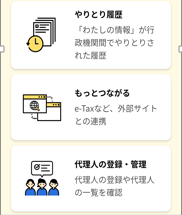 やりとり履歴
「わたしの情報」が行
政機関間でやりとりさ
れた履歴
もっとつながる
e-Taxなど、外部サイト
との連携
代理人の登録・管理
代理人の登録や代理人
の一覧を確認